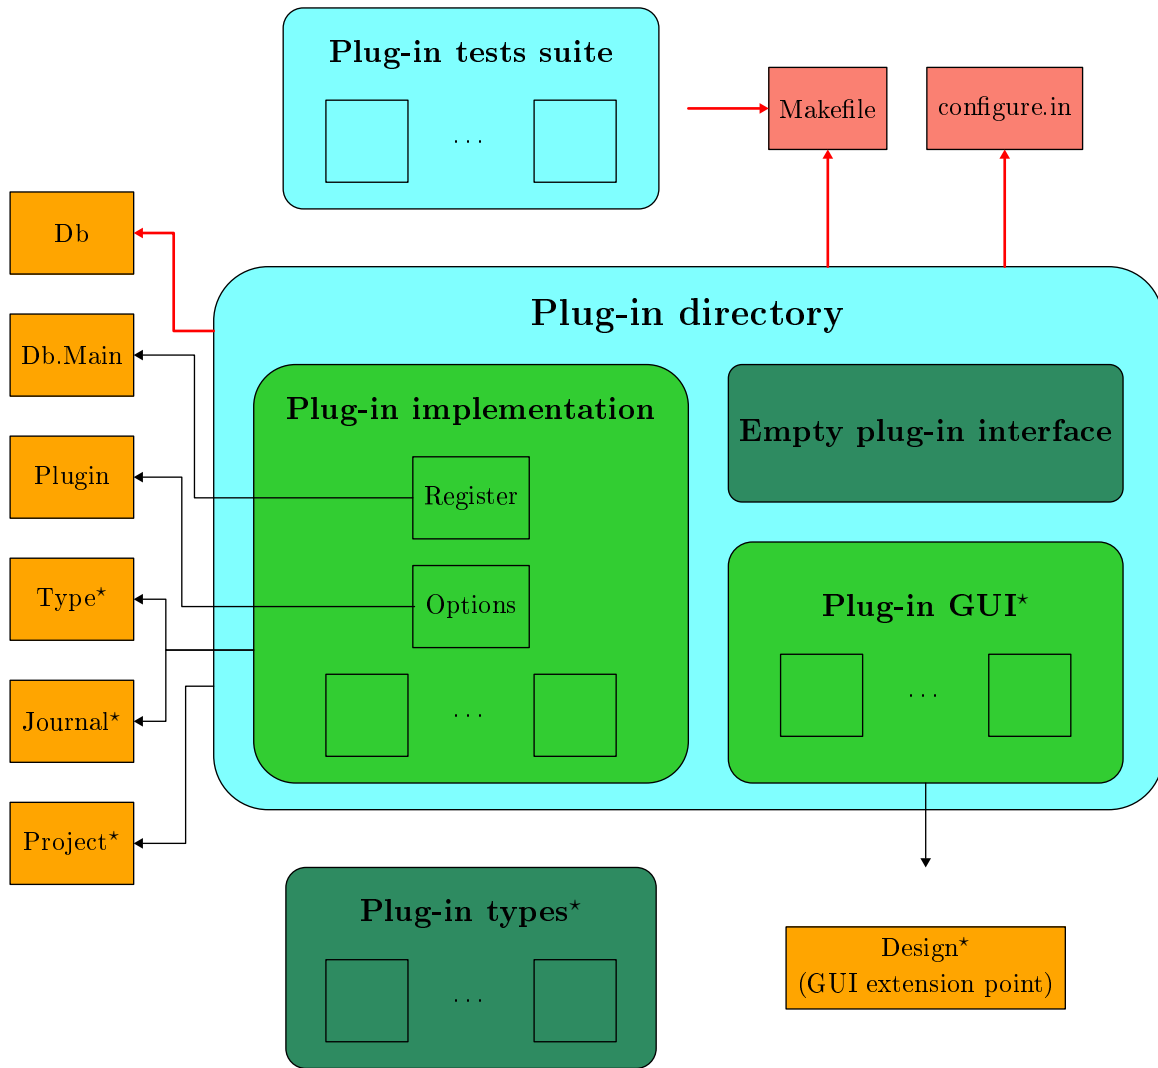 Plug-in tests suite
. . .
Makefile
configure.in
Db
Db.Main
Plugin
Type⋆
Journal⋆
Project⋆
Plug-in directory
Plug-in implementation
Register
Options
. . .
Empty plug-in interface
Plug-in GUI⋆
. . .
Plug-in types⋆
. . .
Design⋆
(GUI extension point)